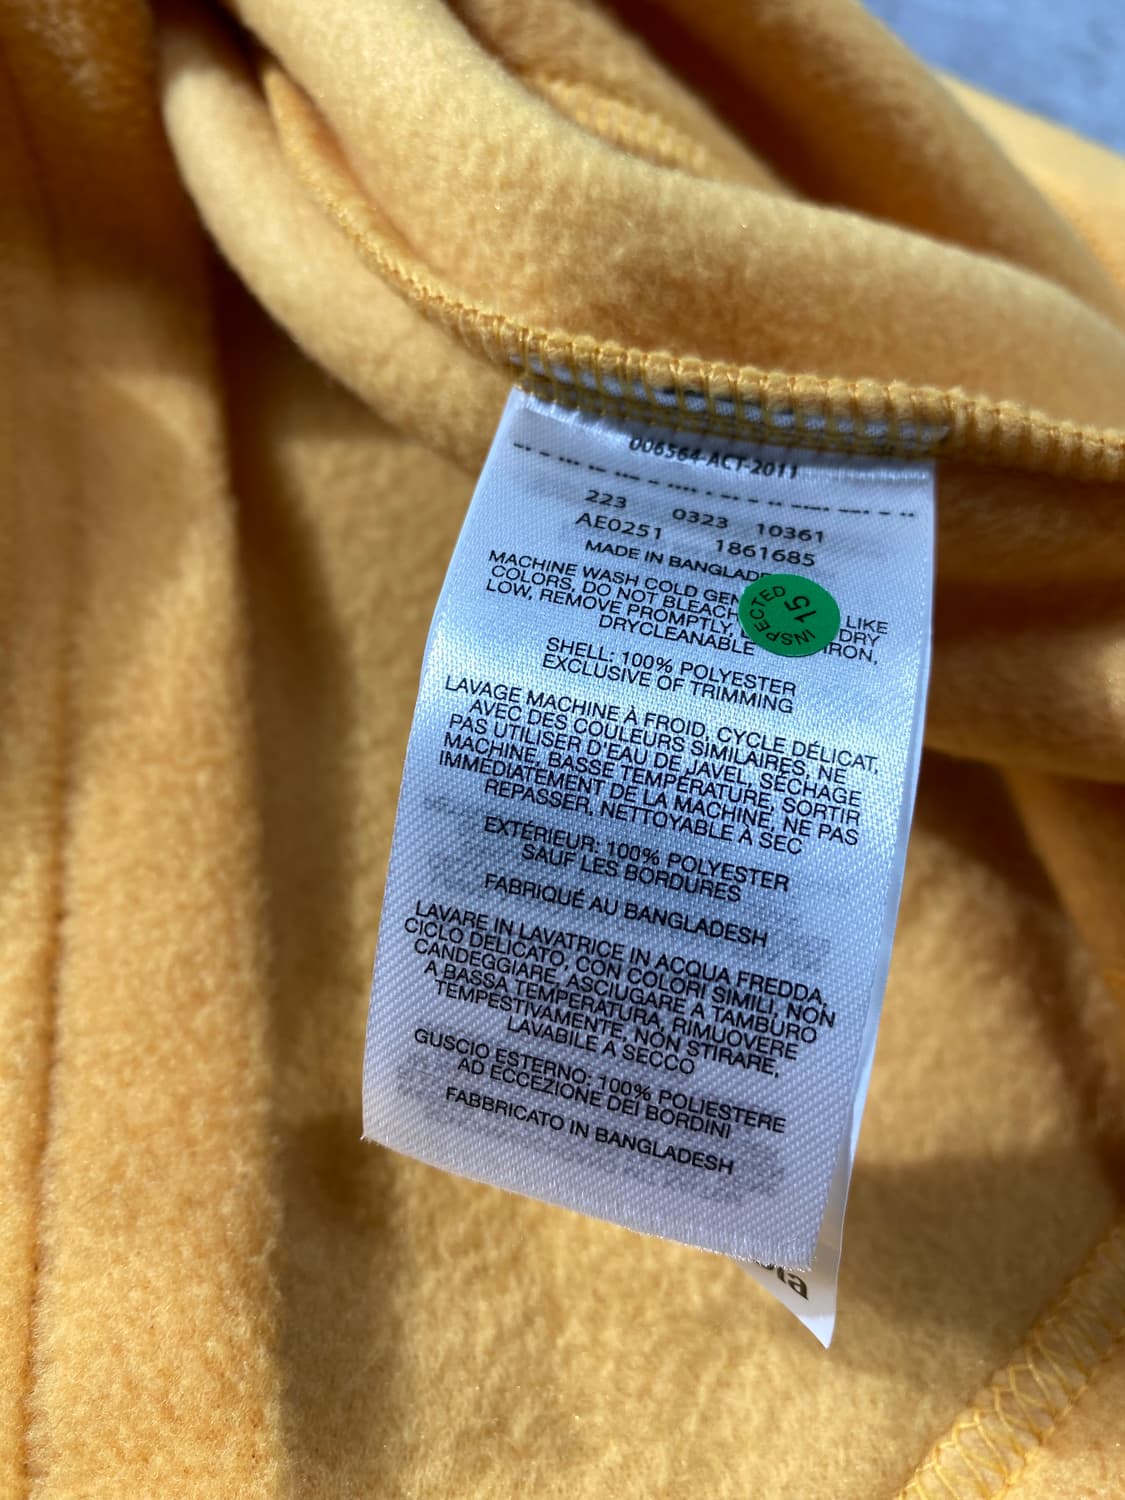 006564-ACT-2011
223 0323 10361
AE0251 1861685
MADE IN
MACHINE WASH COLD LIKE
COLORS, DO NOT BLEACH DRY
LOW, REMOVE PROMPTLY, IRON,
DRYCLEANABLE
INSPECTED
15
SHELL: 100% POLYESTER
EXCLUSIVE OF TRIMMING
LAVAGE MACHINE À FROID, CYCLE DÉLICAT,
AVEC DES COULEURS SIMILAIRES, NE
PAS UTILISER D'EAU DE JAVEL, SÉCHAGE
MACHINE, BASSE TEMPÉRATURE, SORTIR
IMMÉDIATEMENT DE LA MACHINE, NE PAS
REPASSER, NETTOYABLE À SEC
EXTÉRIEUR: 100% POLYESTER
SAUF LES BORDURES
FABRIQUÉ AU BANGLADESH
LAVARE IN LAVATRICE IN ACQUA FREDDA,
CICLO DELICATO, CON COLORI SIMILI, NON
CANDEGGIARE, ASCIUGARE A TAMBURO
A BASSA TEMPERATURA, RIMUOVERE
TEMPESTIVAMENTE, NON STIRARE,
LAVABILE A SECCO
GUSCIO ESTERNO: 100% POLIESTERE
AD ECCEZIONE DEI BORDINI
FABBRICATO IN BANGLADESH